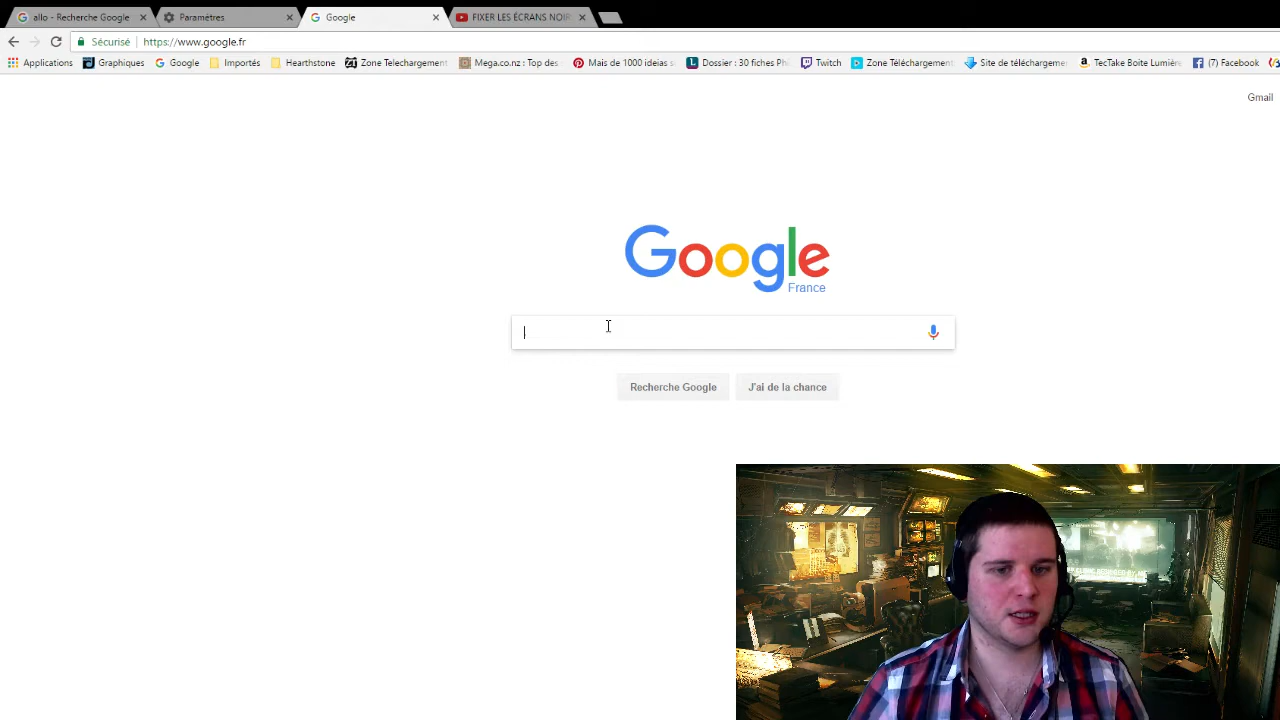 allo - Recherche Google
Paramètres
Google
FIXER LES ÉCRANS NOIR
Sécurisé
https://www.google.fr
Applications
Graphiques
Google
Importés
Hearthstone
Zone Telechargement
Mega.co.nz : Top des
Mais de 1000 ideias s
Dossier : 30 fiches Ph
Twitch
Zone Téléchargement
Site de téléchargeme
TecTake Boite Lumière
(7) Facebook
Gmail
Google
France
Recherche Google
J'ai de la chance